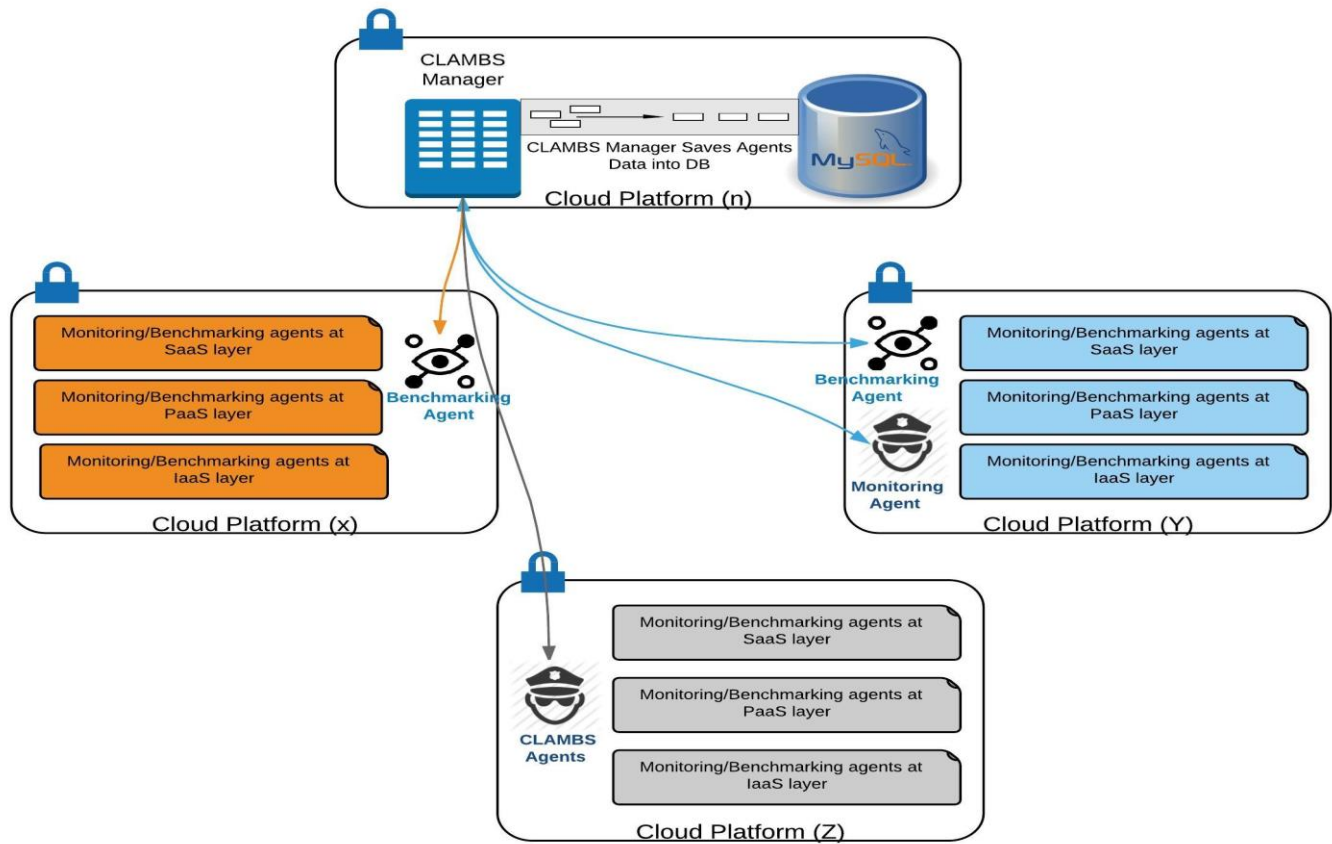 CLAMBS
Manager
CLAMBS Manager Saves Agents
Data into DB
MySQL
Cloud Platform (n)
Monitoring/Benchmarking agents at
SaaS layer
Monitoring/Benchmarking agents at
PaaS layer
Monitoring/Benchmarking agents at
IaaS layer
Benchmarking
Agent
Cloud Platform (x)
Benchmarking
Agent
Monitoring
Agent
Monitoring/Benchmarking agents at
SaaS layer
Monitoring/Benchmarking agents at
PaaS layer
Monitoring/Benchmarking agents at
IaaS layer
Cloud Platform (Y)
CLAMBS
Agents
Monitoring/Benchmarking agents at
SaaS layer
Monitoring/Benchmarking agents at
PaaS layer
Monitoring/Benchmarking agents at
IaaS layer
Cloud Platform (Z)